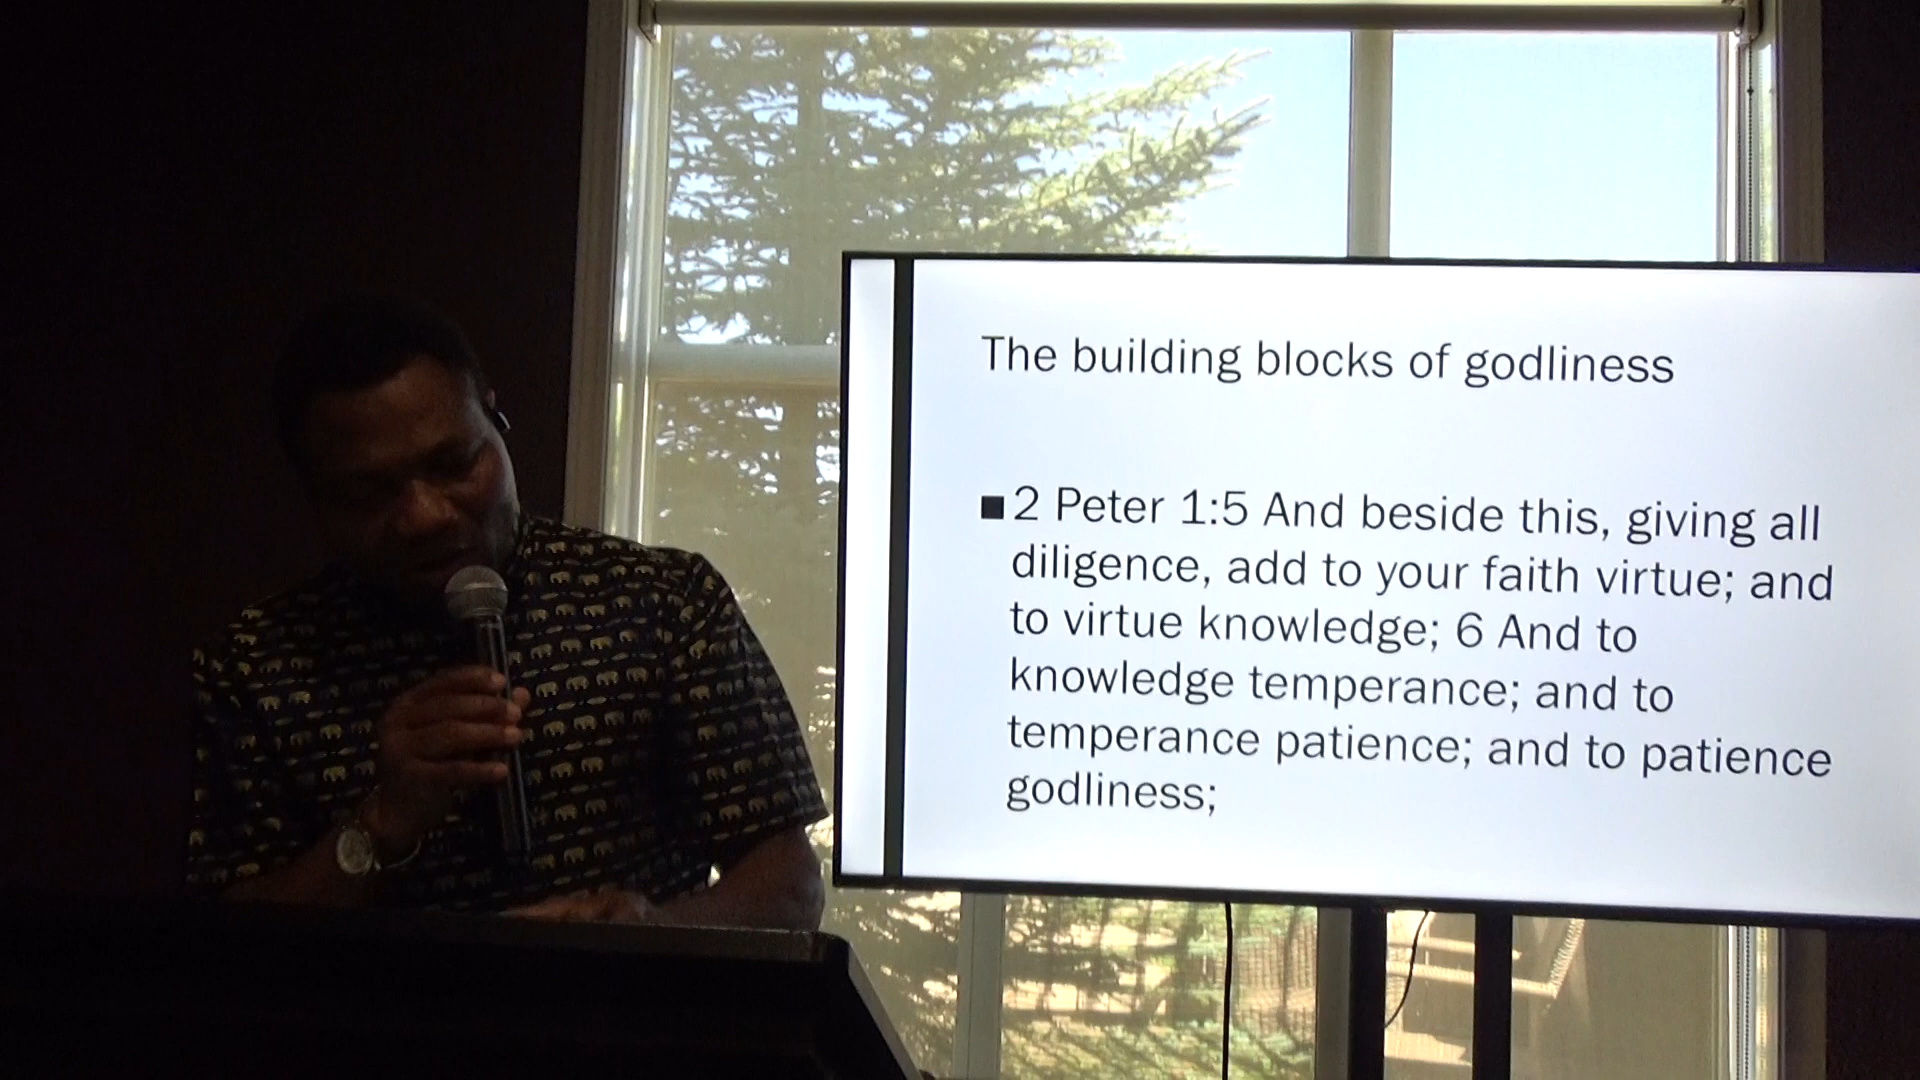 The building blocks of godliness
■ 2 Peter 1:5 And beside this, giving all
diligence, add to your faith virtue; and
to virtue knowledge; 6 And to
knowledge temperance; and to
temperance patience; and to patience
godliness;